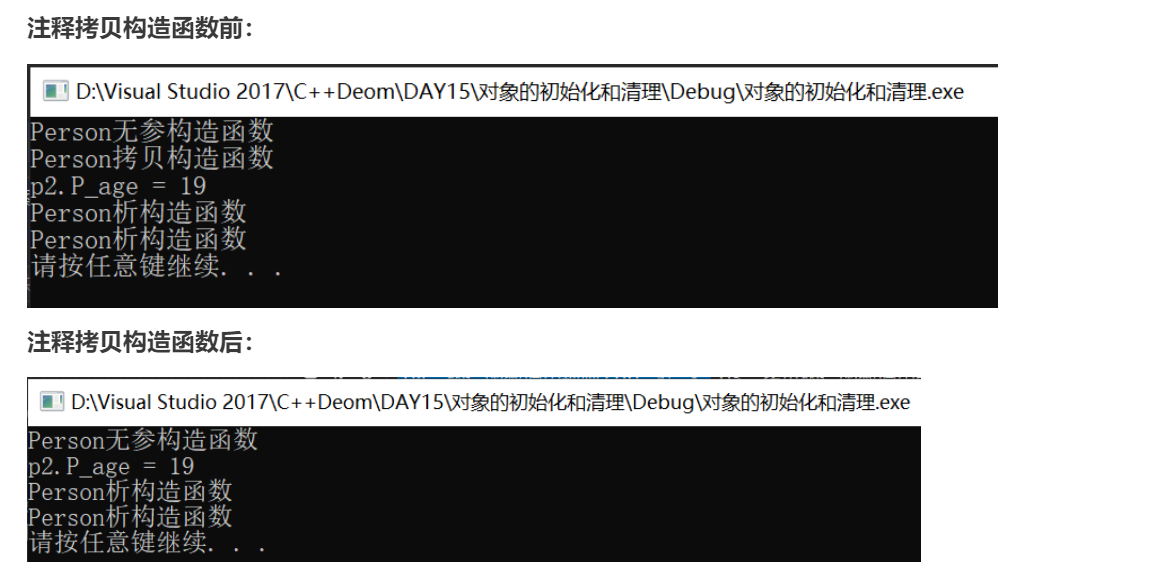 注释拷贝构造函数前：
D:\Visual Studio 2017\C++Deom\DAY15\对象的初始化和清理\Debug\对象的初始化和清理.exe
Person无参构造函数
Person拷贝构造函数
p2.P_age = 19
Person析构造函数
Person析构造函数
请按任意键继续. . .
注释拷贝构造函数后：
D:\Visual Studio 2017\C++Deom\DAY15\对象的初始化和清理\Debug\对象的初始化和清理.exe
Person无参构造函数
p2.P_age = 19
Person析构造函数
Person析构造函数
请按任意键继续. . .